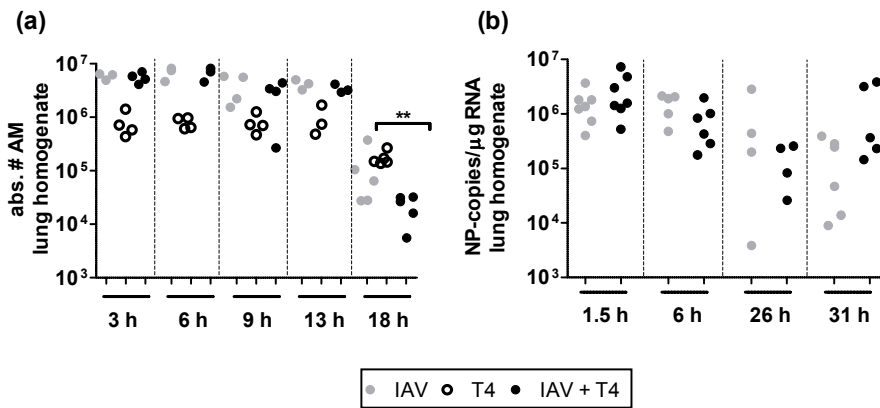 (a)
abs. # AM
lung homogenate
10⁷
10⁶
10⁵
10⁴
10³
**
3 h 6 h 9 h 13 h 18 h
(b)
NP-copies/µg RNA
lung homogenate
10⁷
10⁶
10⁵
10⁴
10³
1.5 h 6 h 26 h 31 h
IAV T4 IAV + T4